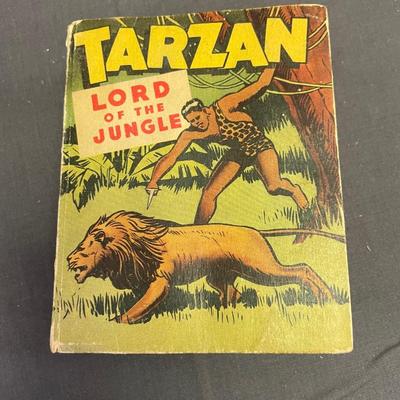 TARZAN
LORD
OF THE
JUNGLE